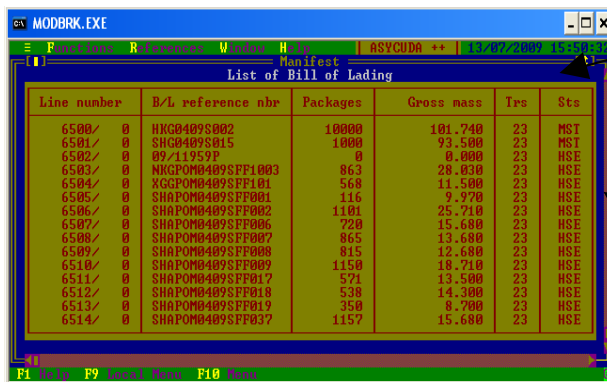 MODBRK.EXE
Functions References Window Help ASYCUDA ++ 13/07/2009 15:50:32
Manifest
List of Bill of Lading
Line number B/L reference nbr Packages Gross mass Trs Sts
6500/ 0 HKG0409S002 10000 101.740 23 MST
6501/ 0 SHG0409S015 1000 93.500 23 MST
6502/ 0 09/11959P 0 0.000 23 HSE
6503/ 0 NKGPOM0409SFF1003 863 28.030 23 HSE
6504/ 0 XGGPOM0409SFF101 568 11.500 23 HSE
6505/ 0 SHAPOM0409SFF001 116 9.970 23 HSE
6506/ 0 SHAPOM0409SFF002 1101 25.710 23 HSE
6507/ 0 SHAPOM0409SFF006 720 15.680 23 HSE
6508/ 0 SHAPOM0409SFF007 865 13.680 23 HSE
6509/ 0 SHAPOM0409SFF008 815 12.680 23 HSE
6510/ 0 SHAPOM0409SFF009 1150 18.710 23 HSE
6511/ 0 SHAPOM0409SFF017 571 13.500 23 HSE
6512/ 0 SHAPOM0409SFF018 538 14.300 23 HSE
6513/ 0 SHAPOM0409SFF019 350 8.700 23 HSE
6514/ 0 SHAPOM0409SFF037 1157 15.680 23 HSE
F1 Help F9 Local Menu F10 Menu